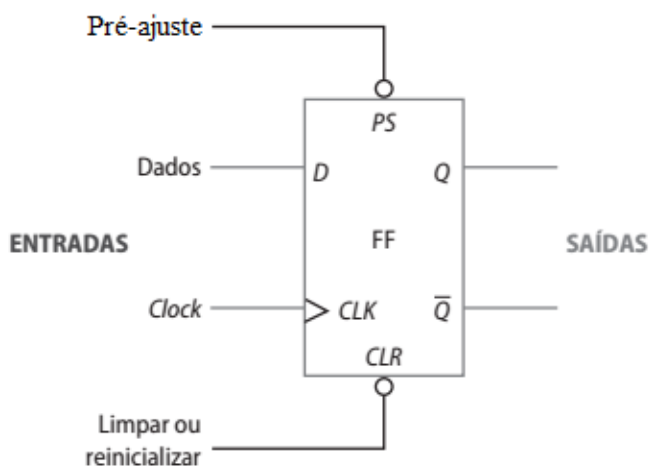 Pré-ajuste
PS
Dados
D
Q
ENTRADAS
FF
SAÍDAS
Clock
CLK
Q̅
CLR
Limpar ou
reinicializar